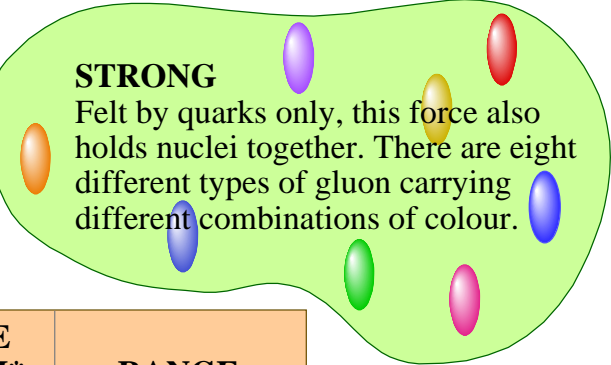 STRONG
Felt by quarks only, this force also
holds nuclei together. There are eight
different types of gluon carrying
different combinations of colour.